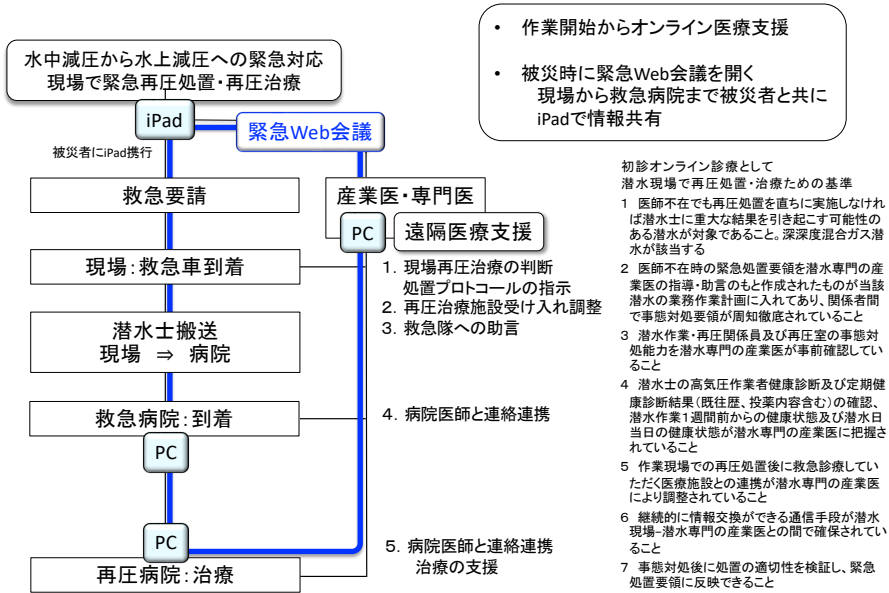 水中減圧から水上減圧への緊急対応
現場で緊急再圧処置・再圧治療
iPad
緊急Web会議
被災者にiPad携行
救急要請
現場：救急車到着
潜水士搬送
現場 ⇒ 病院
救急病院：到着
PC
PC
再圧病院：治療
産業医・専門医
PC
遠隔医療支援
1. 現場再圧治療の判断
処置プロトコールの指示
2. 再圧治療施設受け入れ調整
3. 救急隊への助言
4. 病院医師と連絡連携
5. 病院医師と連絡連携
治療の支援
• 作業開始からオンライン医療支援
• 被災時に緊急Web会議を開く
現場から救急病院まで被災者と共に
iPadで情報共有
初診オンライン診療として
潜水現場で再圧処置・治療ための基準
1 医師不在でも再圧処置を直ちに実施しなけれ
ば潜水士に重大な結果を引き起こす可能性の
ある潜水が対象であること。深深度混合ガス潜
水が該当する
2 医師不在時の緊急処置要領を潜水専門の産
業医の指導・助言のもと作成されたものが当該
潜水の業務作業計画に入れてあり、関係者間
で事態対処要領が周知徹底されていること
3 潜水作業・再圧関係員及び再圧室の事態対
処能力を潜水専門の産業医が事前確認してい
ること
4 潜水士の高気圧作業者健康診断及び定期健
康診断結果（既往歴、投薬内容含む）の確認、
潜水作業1週間前からの健康状態及び潜水日
当日の健康状態が潜水専門の産業医に把握さ
れていること
5 作業現場での再圧処置後に救急診療してい
ただく医療施設との連携が潜水専門の産業医
により調整されていること
6 継続的に情報交換ができる通信手段が潜水
現場-潜水専門の産業医との間で確保されてい
ること
7 事態対処後に処置の適切性を検証し、緊急
処置要領に反映できること